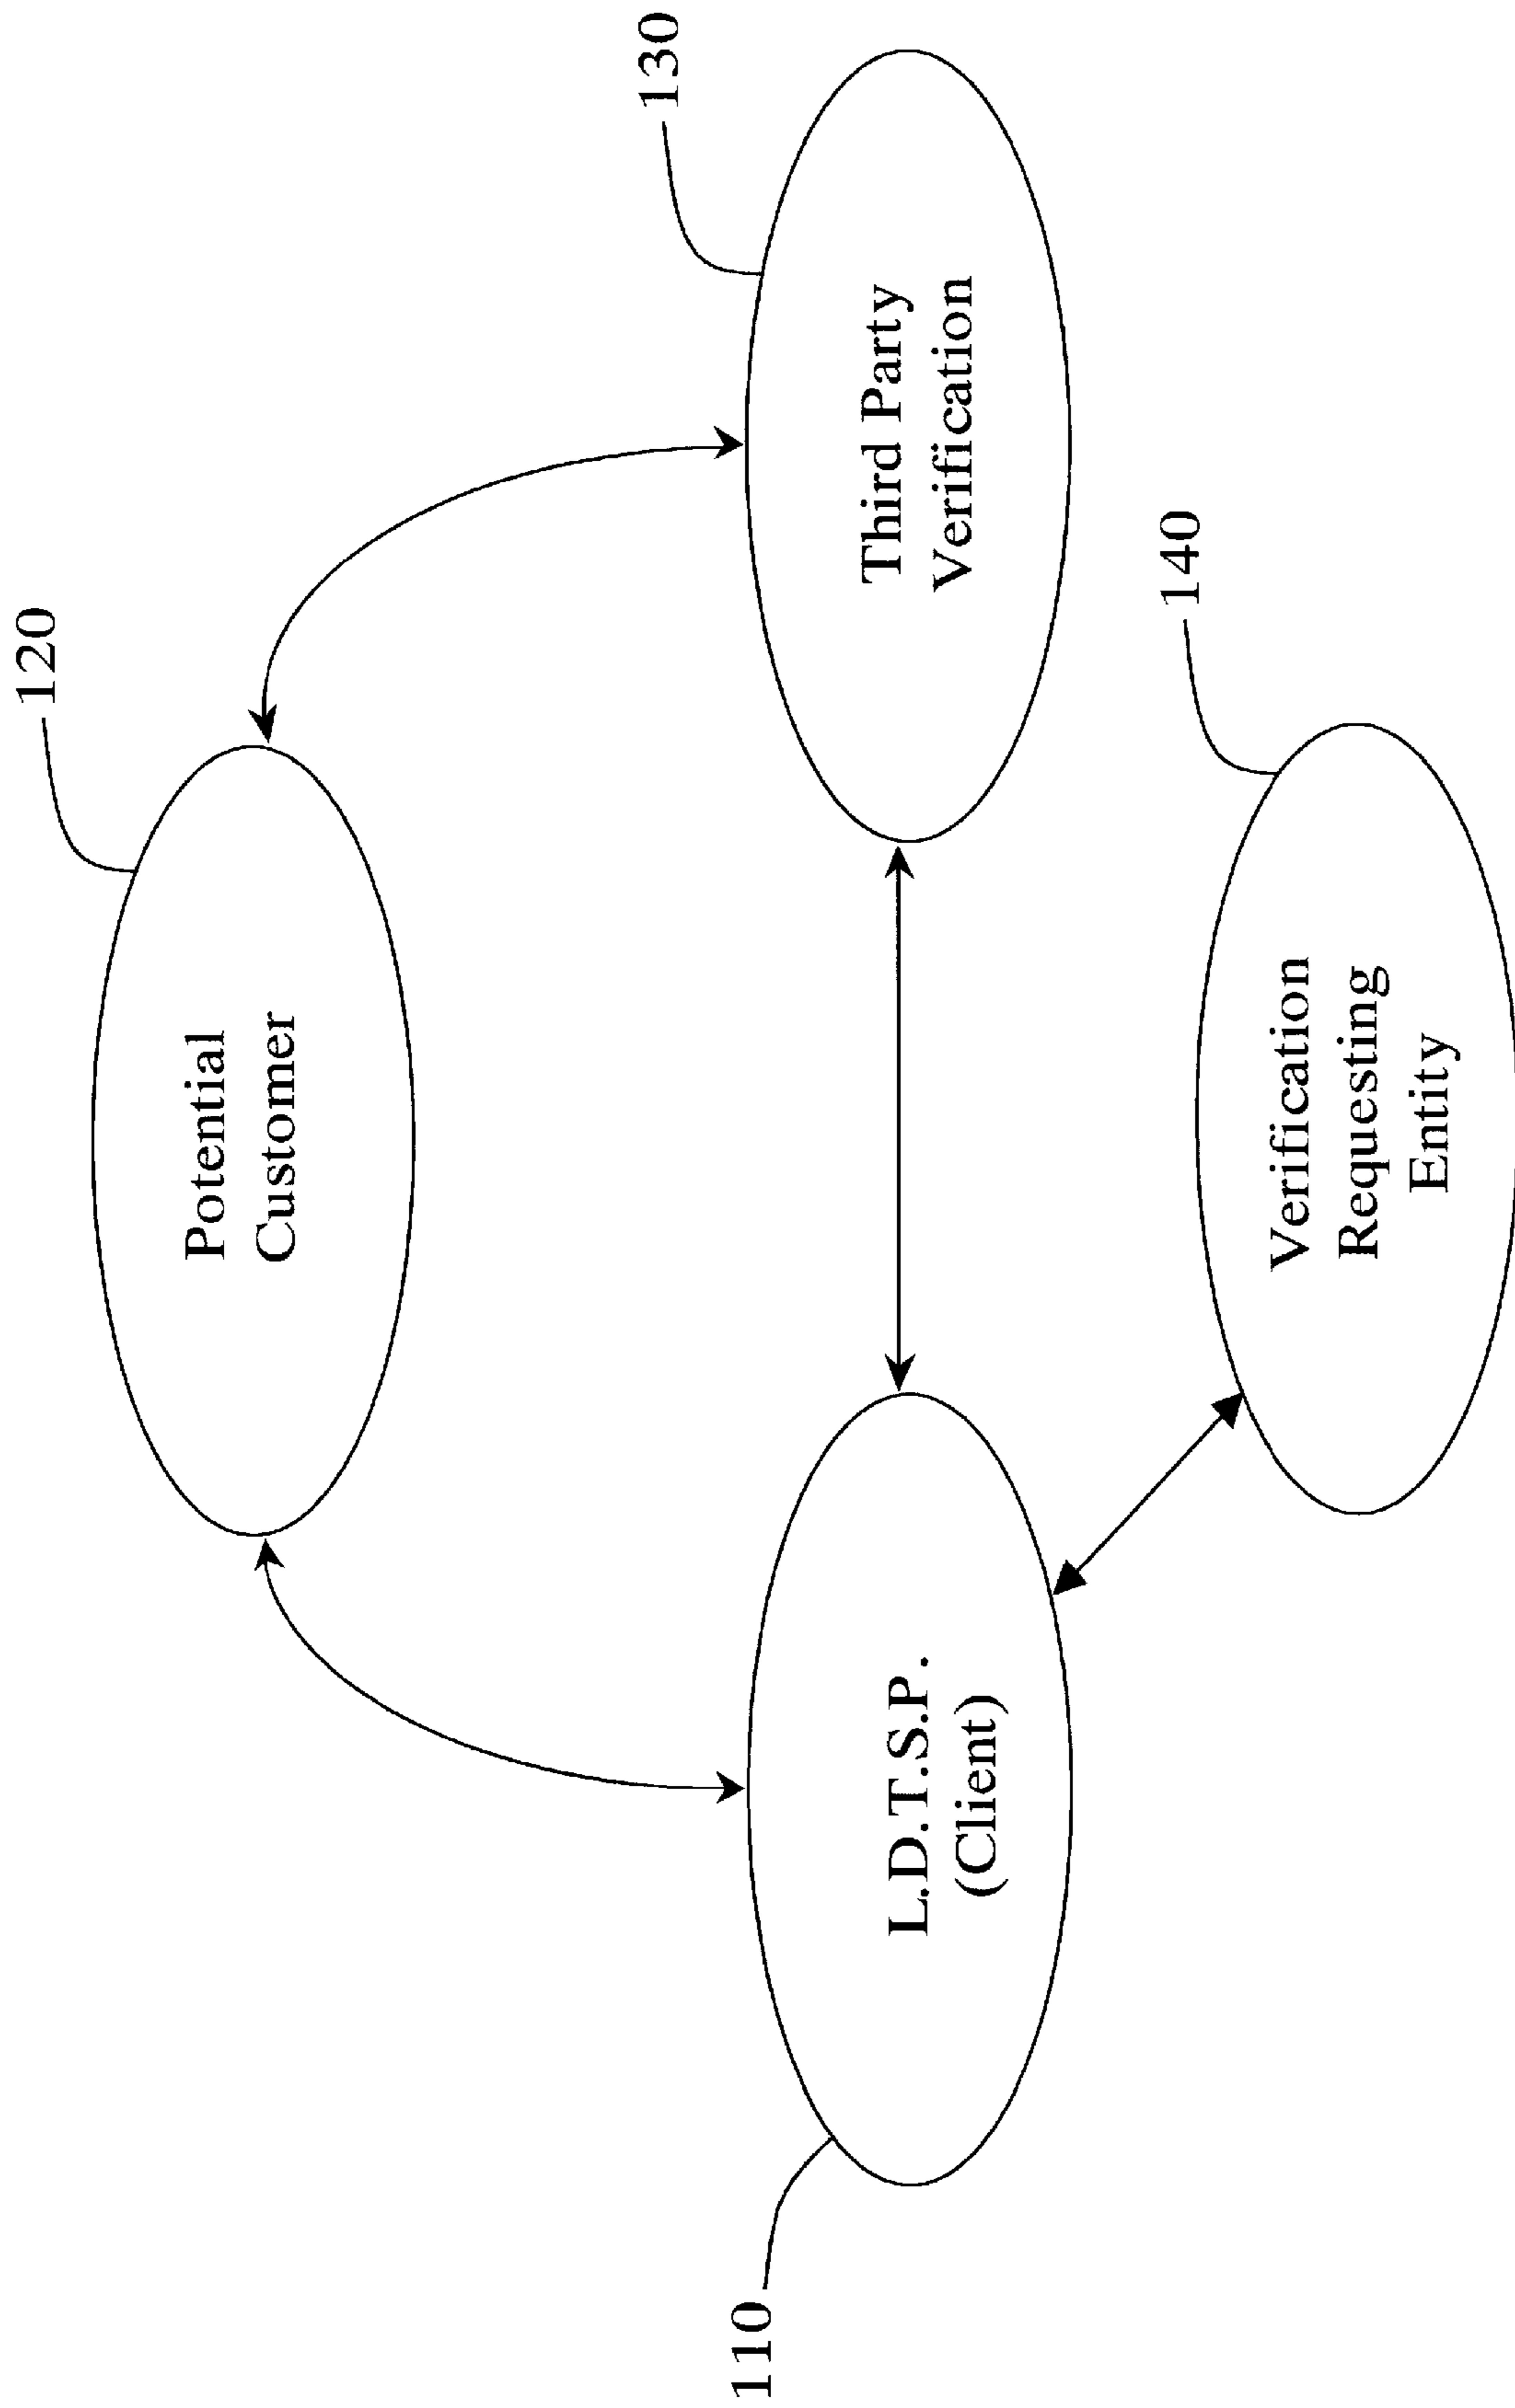 120
Potential
Customer
130
110
L.D.T.S.P.
(Client)
Third Party
Verification
140
Verification
Requesting
Entity